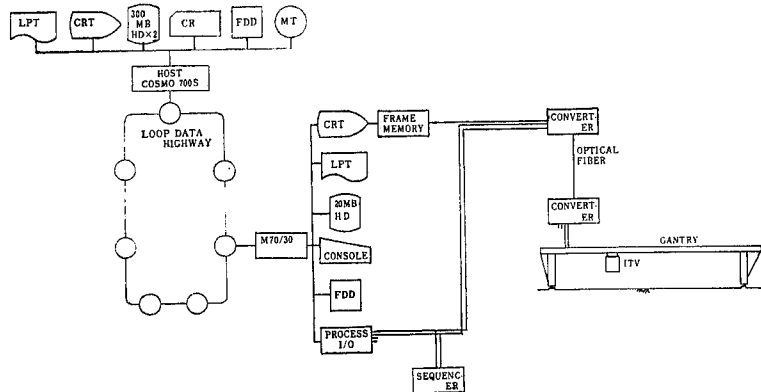 LPT
CRT
300
MB
HD×2
CR
FDD
MT
HOST
COSMO 700S
LOOP DATA
HIGHWAY
M70/30
CRT
FRAME
MEMORY
LPT
20MB
HD
CONSOLE
FDD
PROCESS
I/O
SEQUENC-
ER
CONVERT-
ER
OPTICAL
FIBER
CONVERT-
ER
GANTRY
ITV